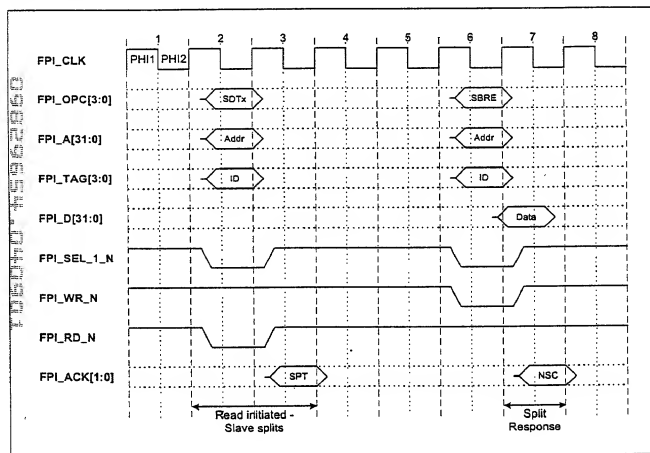 1 2 3 4 5 6 7 8
FPI_CLK PHI1 PHI2
FPI_OPC[3:0] SDTx SBRE
FPI_A[31:0] Addr Addr
FPI_TAG[3:0] ID ID
FPI_D[31:0] Data
FPI_SEL_1_N
FPI_WR_N
FPI_RD_N
FPI_ACK[1:0] SPT NSC
Read initiated -
Slave splits
Split
Response